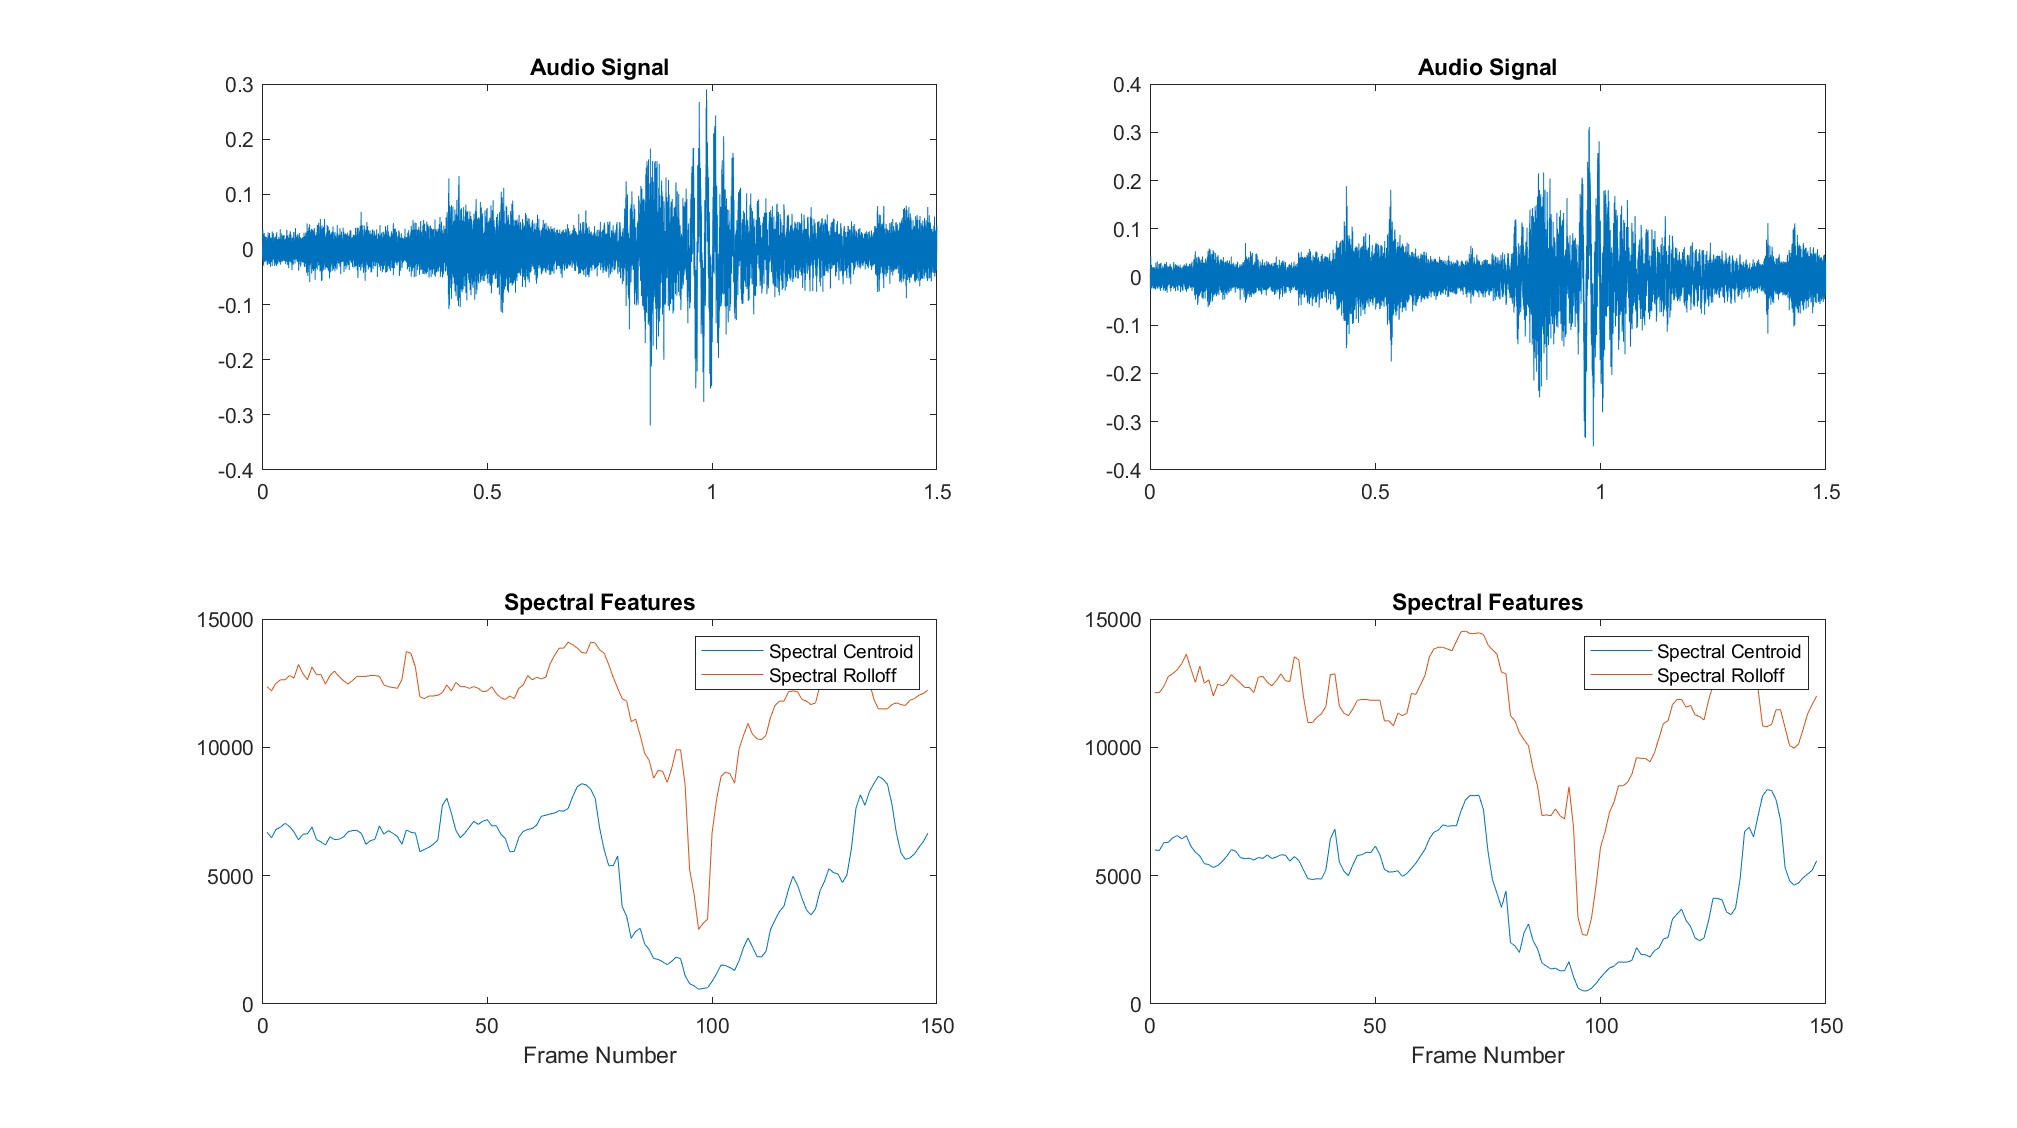 Audio Signal
0.3
0.2
0.1
0
-0.1
-0.2
-0.3
-0.4
0 0.5 1 1.5
Audio Signal
0.4
0.3
0.2
0.1
0
-0.1
-0.2
-0.3
-0.4
0 0.5 1 1.5
Spectral Features
15000
10000
5000
0
Spectral Centroid
Spectral Rolloff
0 50 100 150
Frame Number
Spectral Features
15000
10000
5000
0
Spectral Centroid
Spectral Rolloff
0 50 100 150
Frame Number